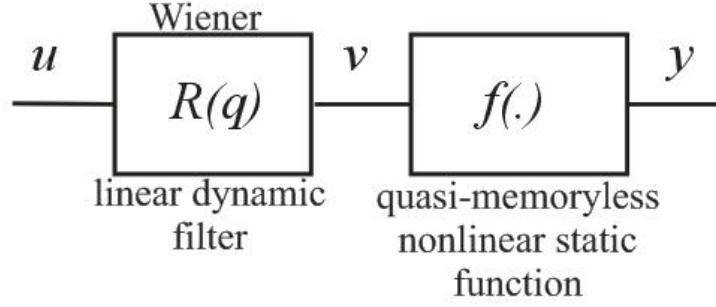 Wiener
u
R(q)
v
f(.)
y
linear dynamic
filter
quasi-memoryless
nonlinear static
function